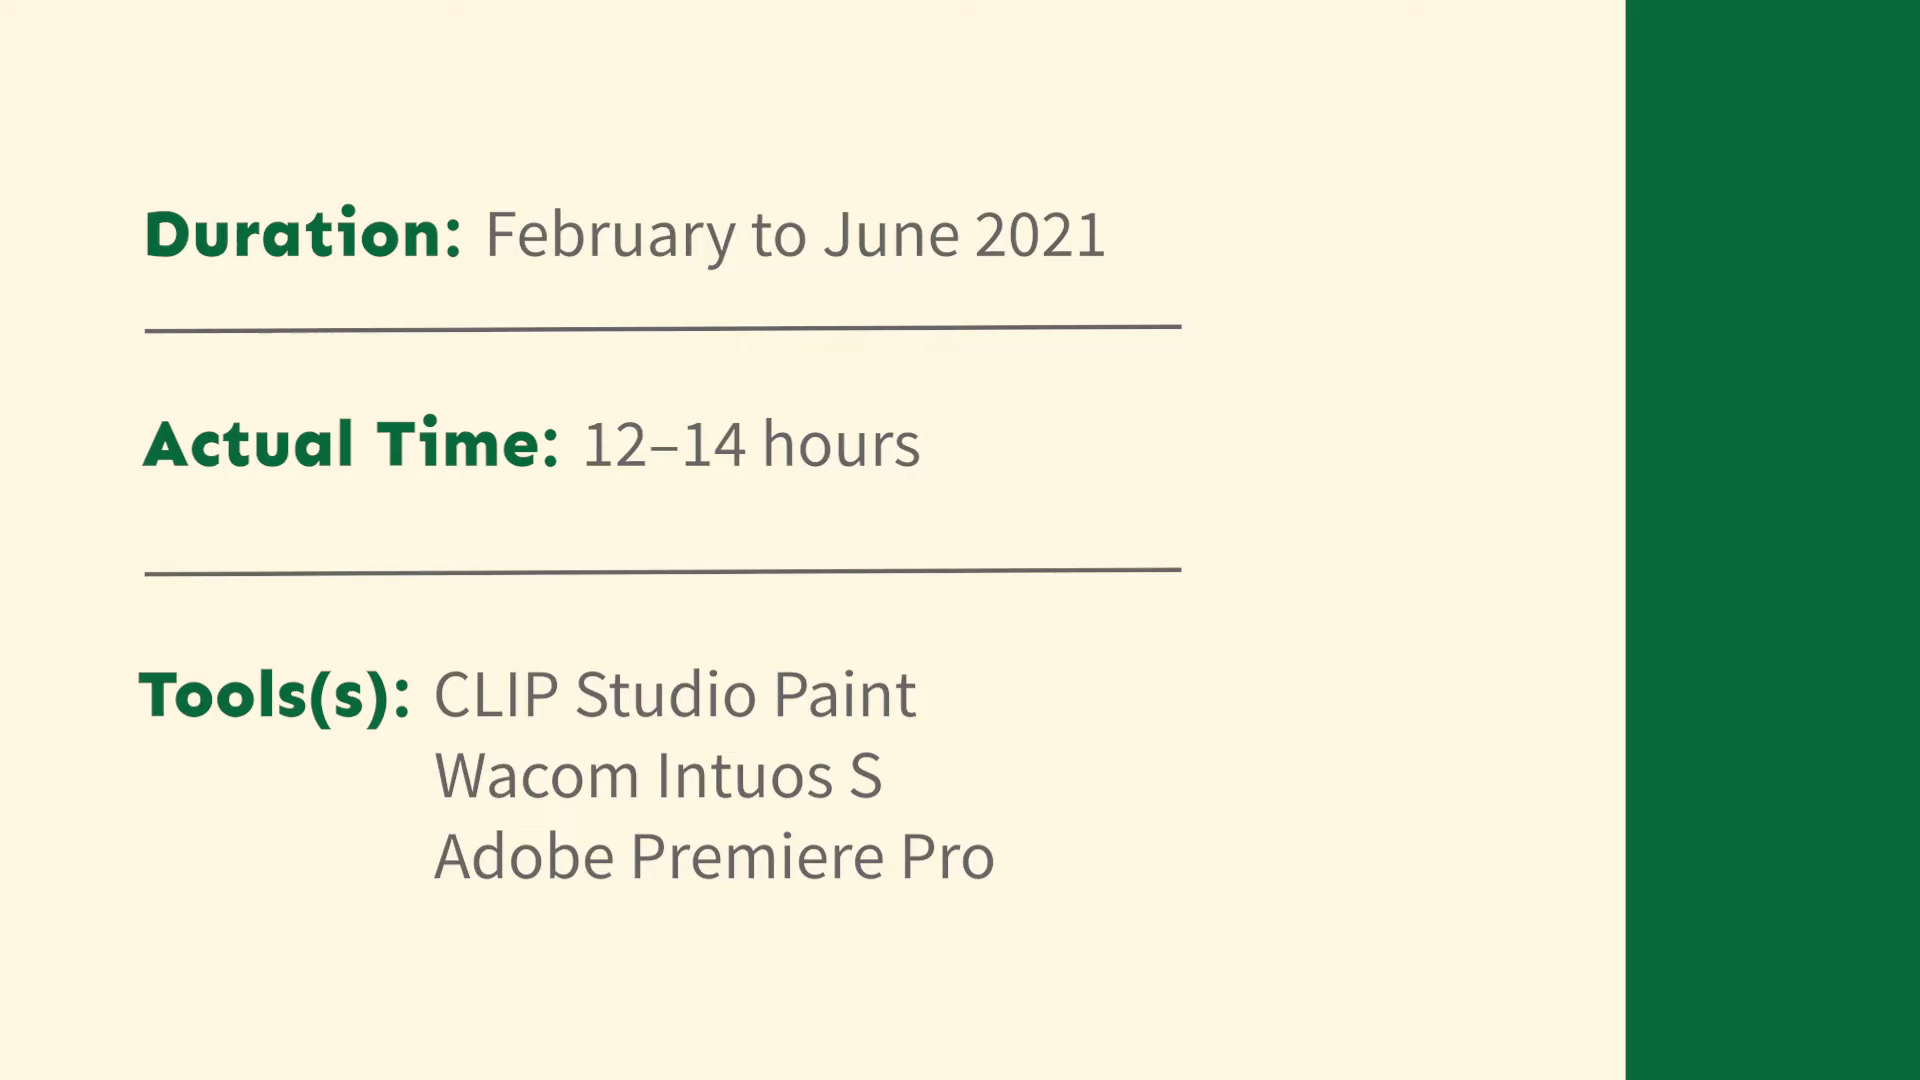 Duration: February to June 2021
Actual Time: 12–14 hours
Tools(s): CLIP Studio Paint
Wacom Intuos S
Adobe Premiere Pro